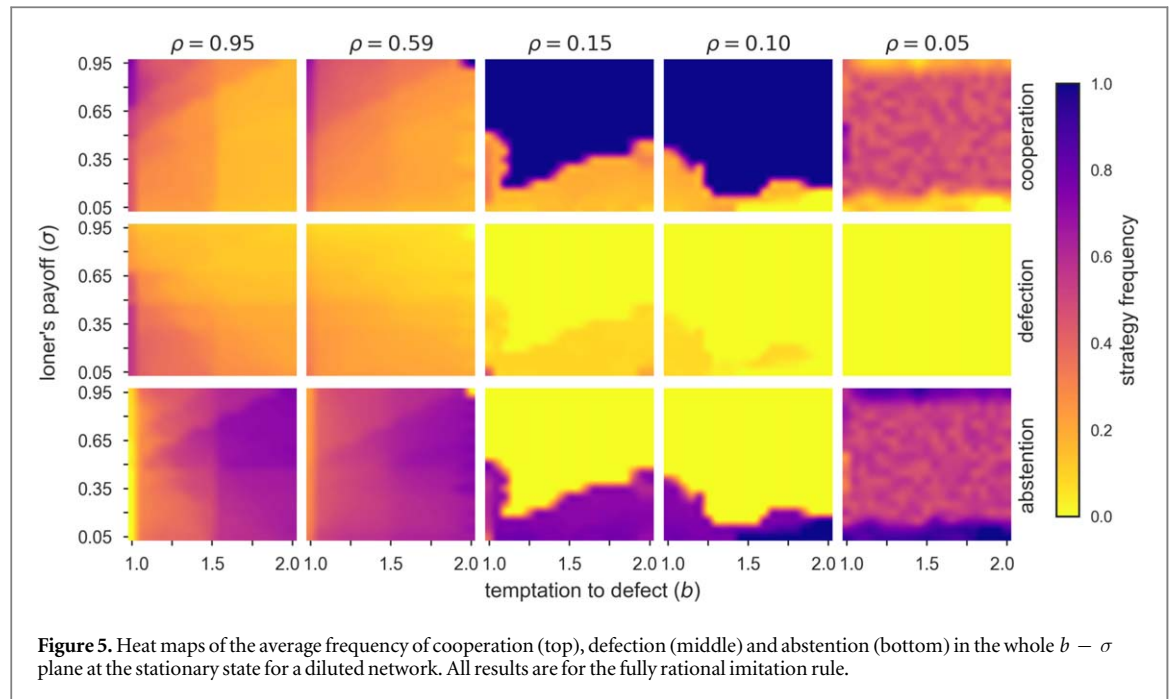 ρ = 0.95 ρ = 0.59 ρ = 0.15 ρ = 0.10 ρ = 0.05
0.95
0.65
0.35
0.05
cooperation
0.95
0.65
0.35
0.05
defection
0.95
0.65
0.35
0.05
abstention
loner's payoff (σ)
1.0 1.5 2.0 1.0 1.5 2.0 1.0 1.5 2.0 1.0 1.5 2.0 1.0 1.5 2.0
temptation to defect (b)
1.0
0.8
0.6
0.4
0.2
0.0
strategy frequency
Figure 5. Heat maps of the average frequency of cooperation (top), defection (middle) and abstention (bottom) in the whole b − σ
plane at the stationary state for a diluted network. All results are for the fully rational imitation rule.